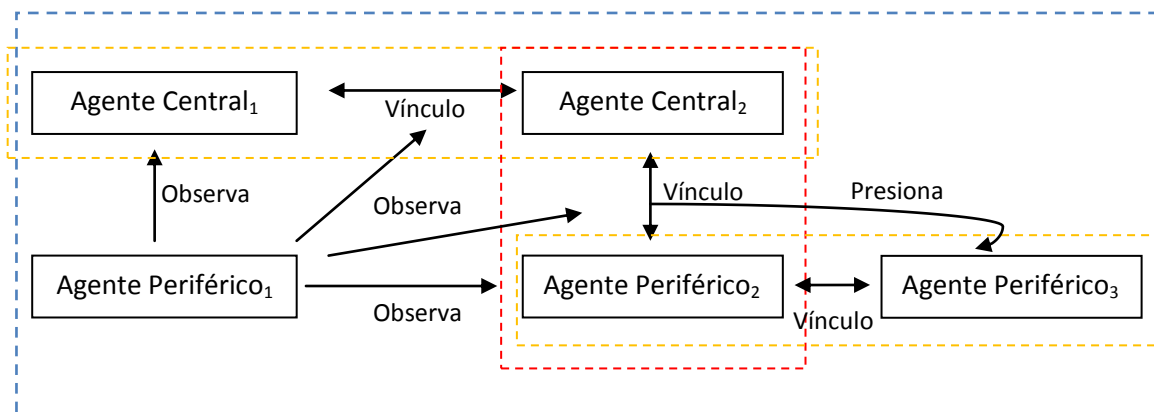 Agente Central₁
Vínculo
Agente Central₂
Observa
Observa
Vínculo
Presiona
Agente Periférico₁
Observa
Agente Periférico₂
Vínculo
Agente Periférico₃